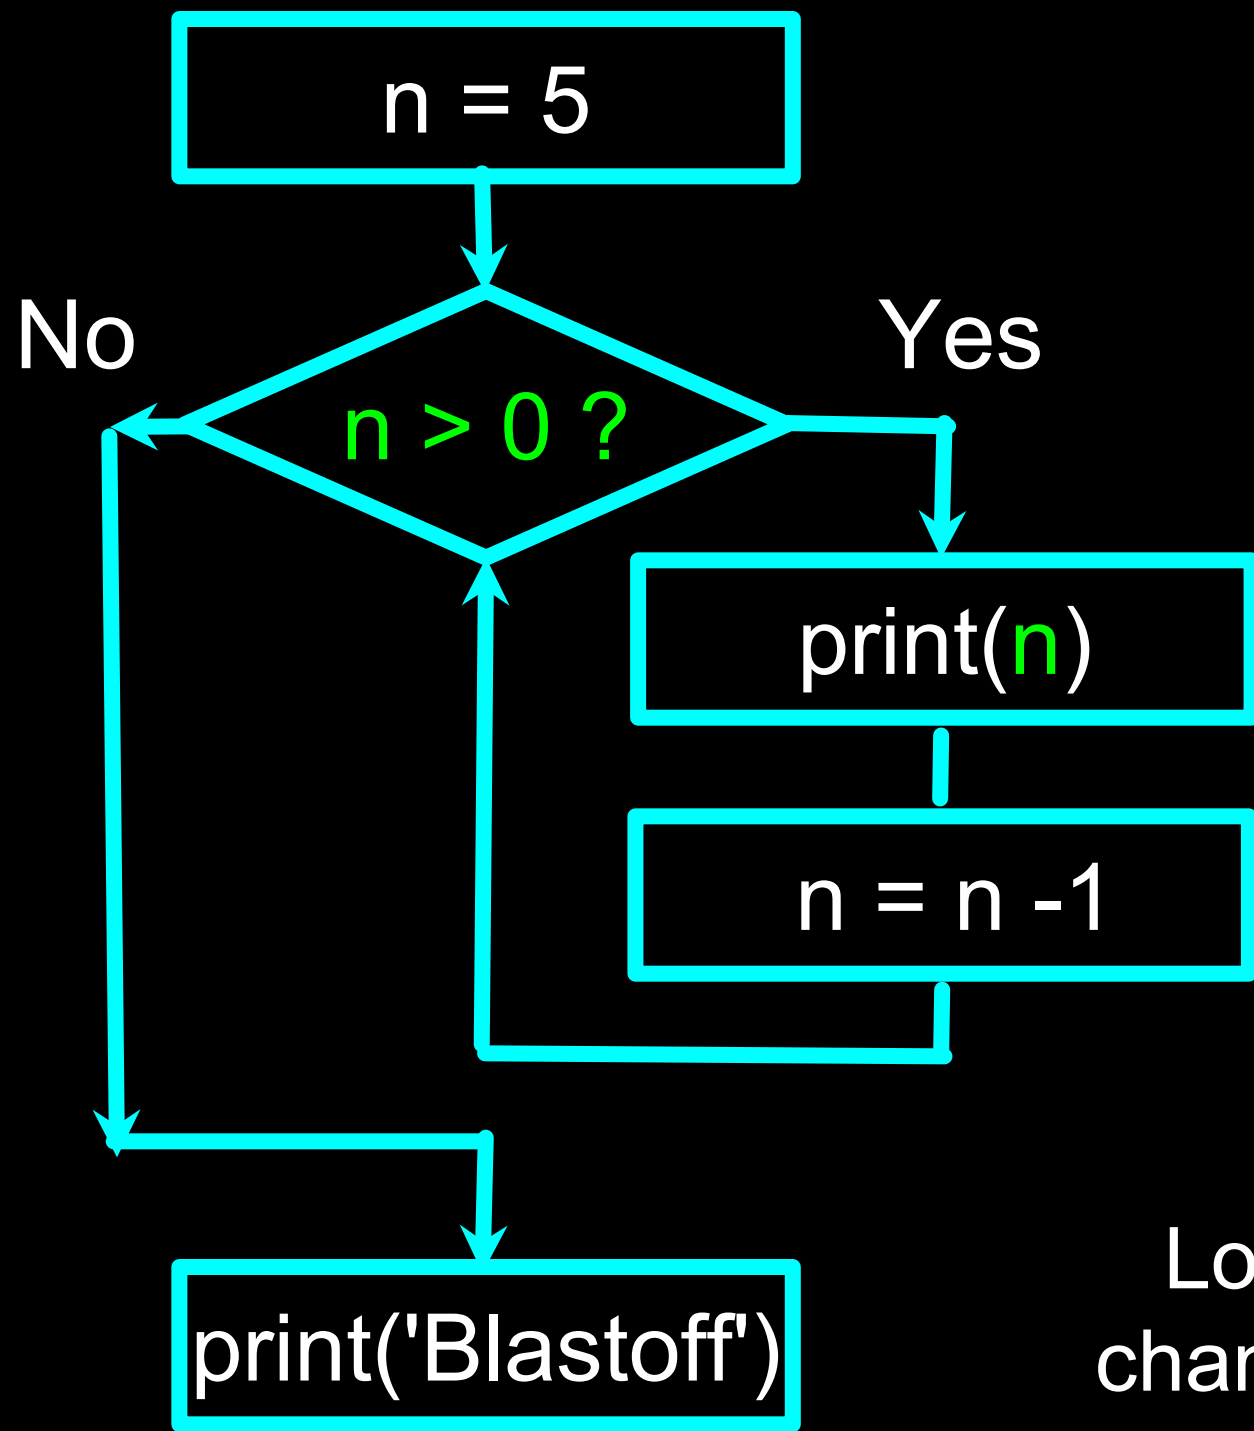 n = 5
No
Yes
n > 0 ?
print(n)
n = n -1
print('Blastoff')